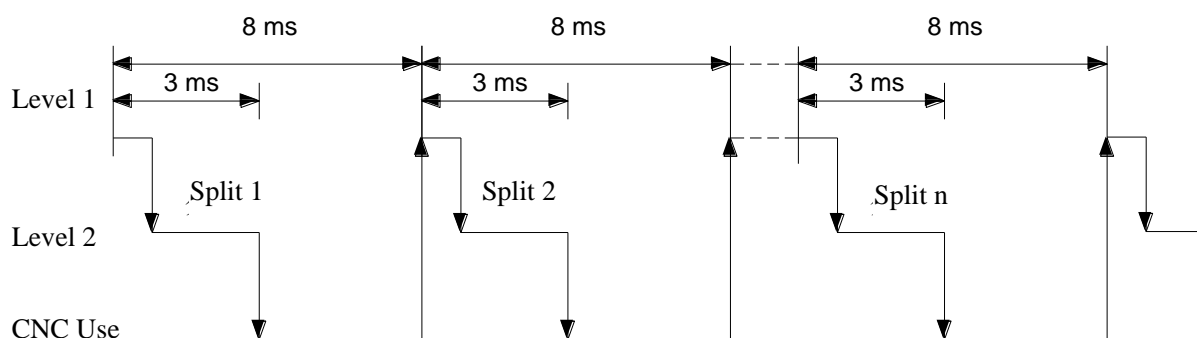 8 ms 8 ms 8 ms
3 ms 3 ms 3 ms
Level 1
Split 1 Split 2 Split n
Level 2
CNC Use